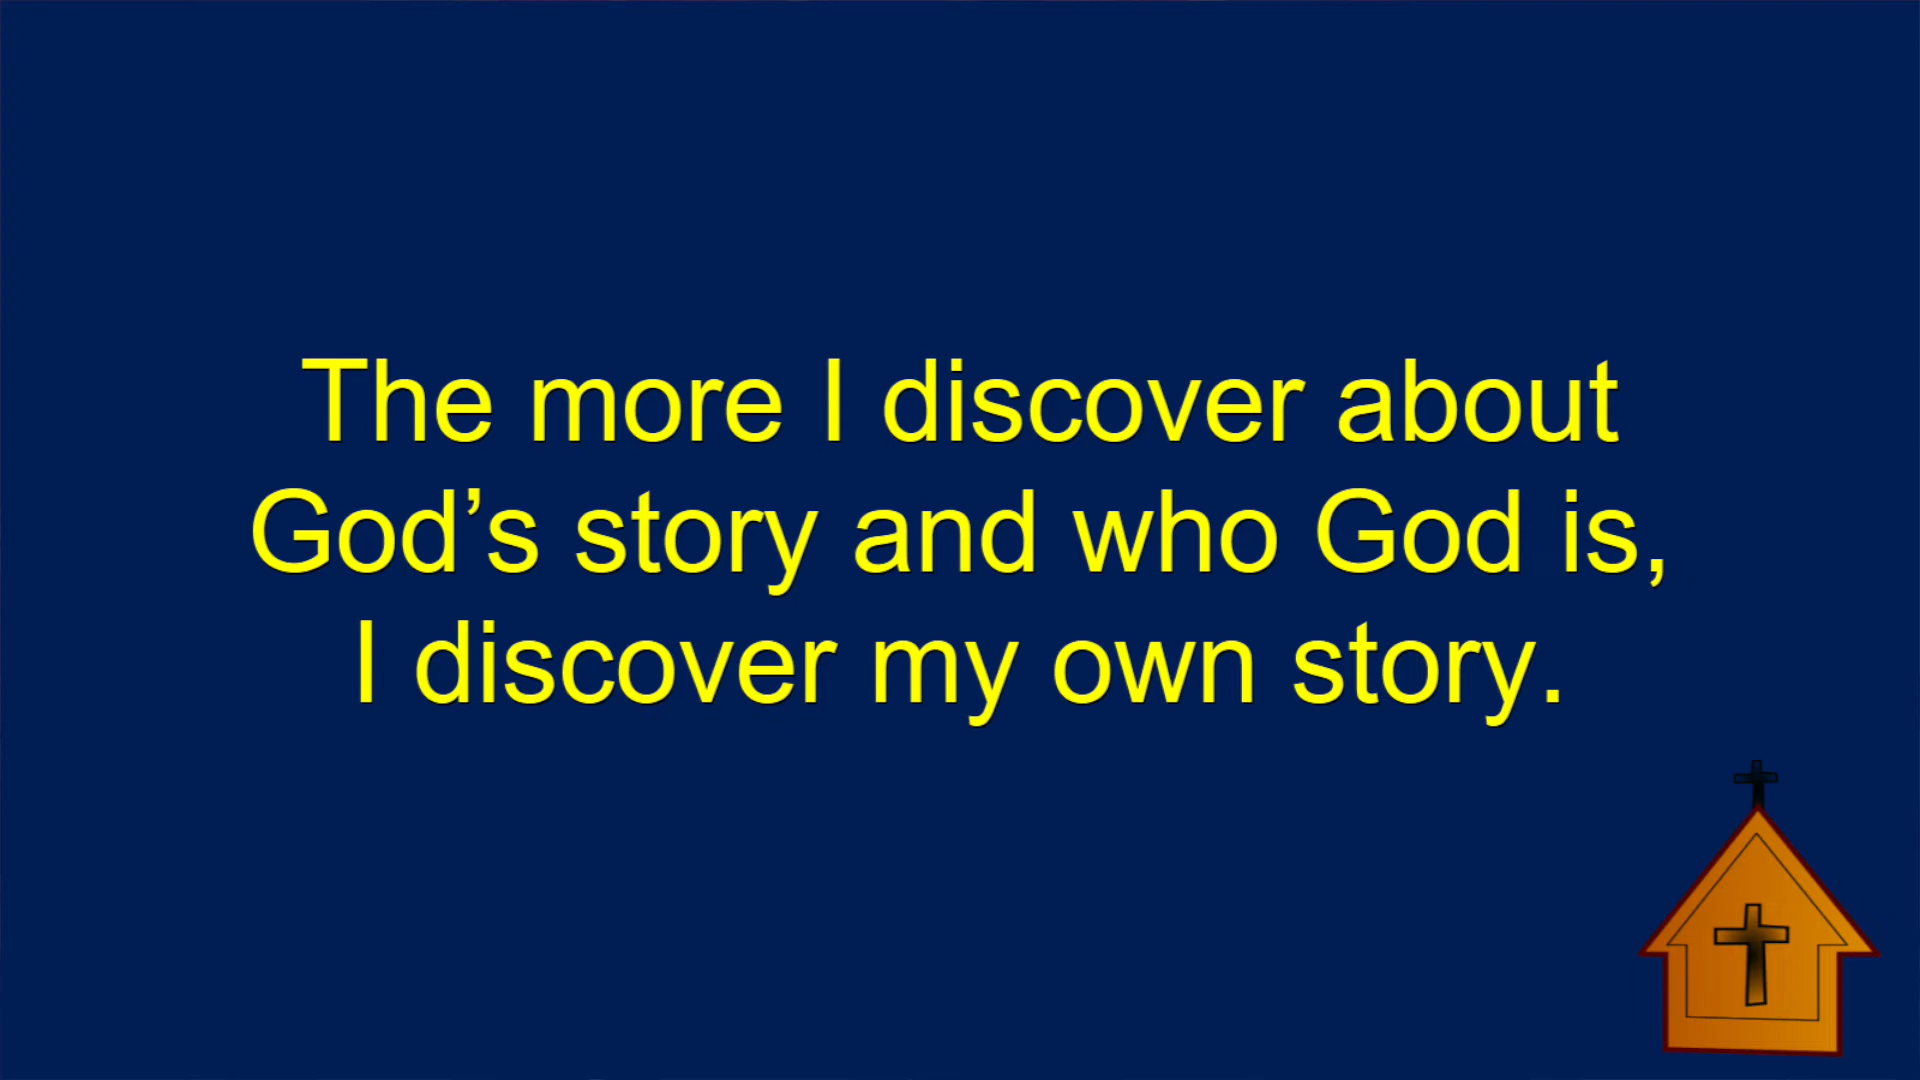 The more I discover about
God’s story and who God is,
I discover my own story.